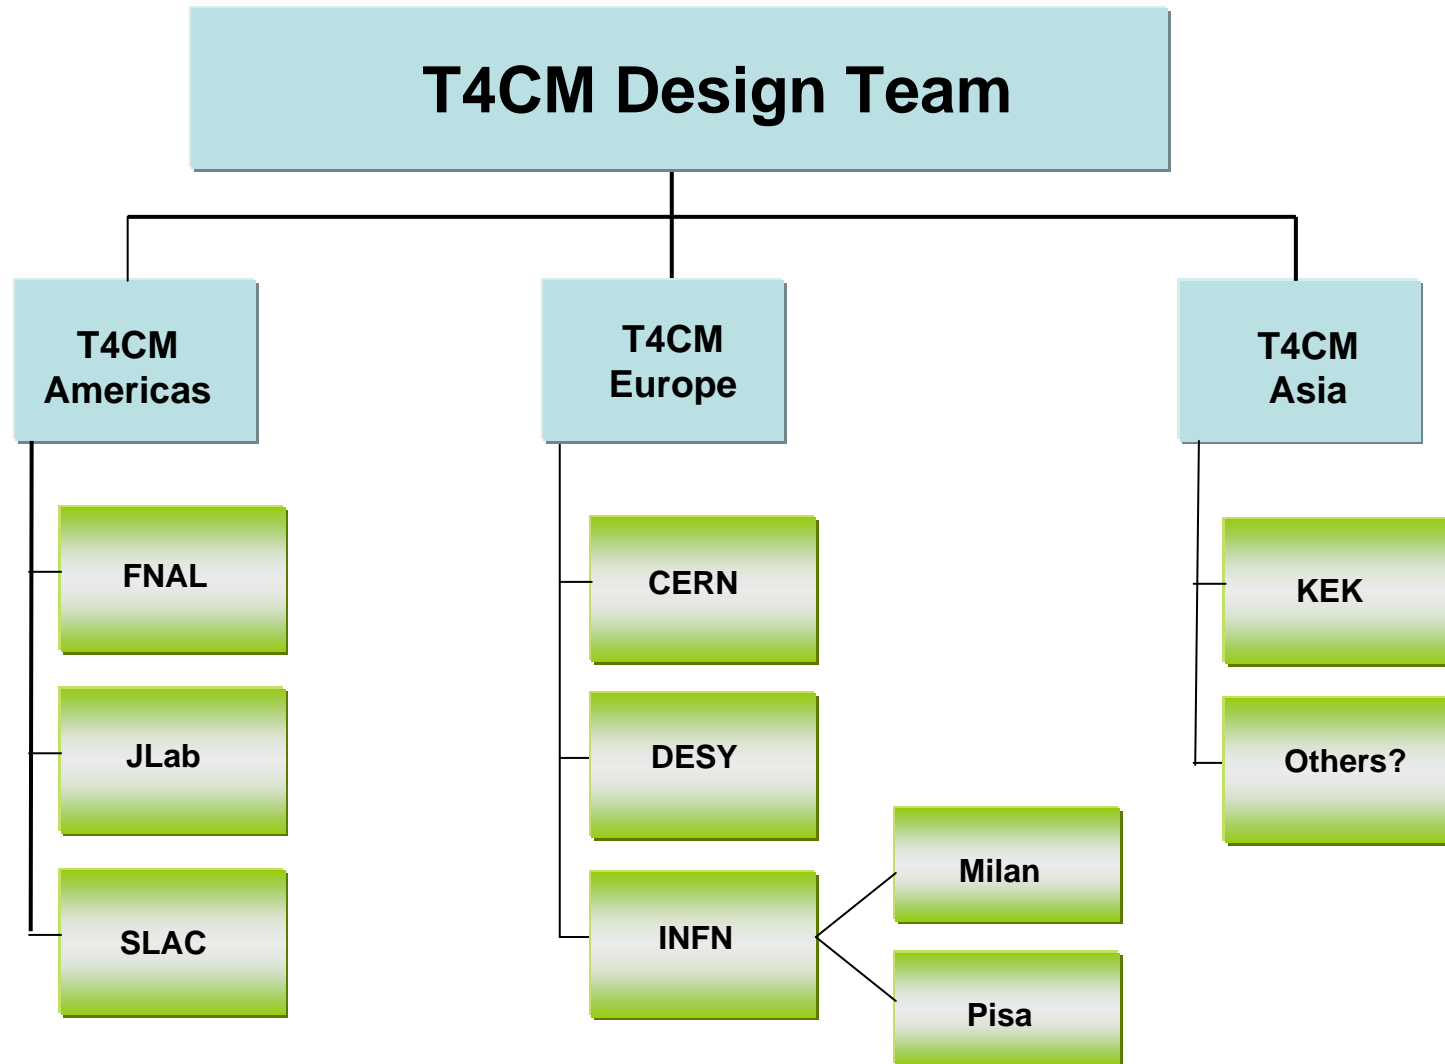 T4CM Design Team
T4CM
Americas
T4CM
Europe
T4CM
Asia
FNAL
JLab
SLAC
CERN
DESY
INFN
Milan
Pisa
KEK
Others?